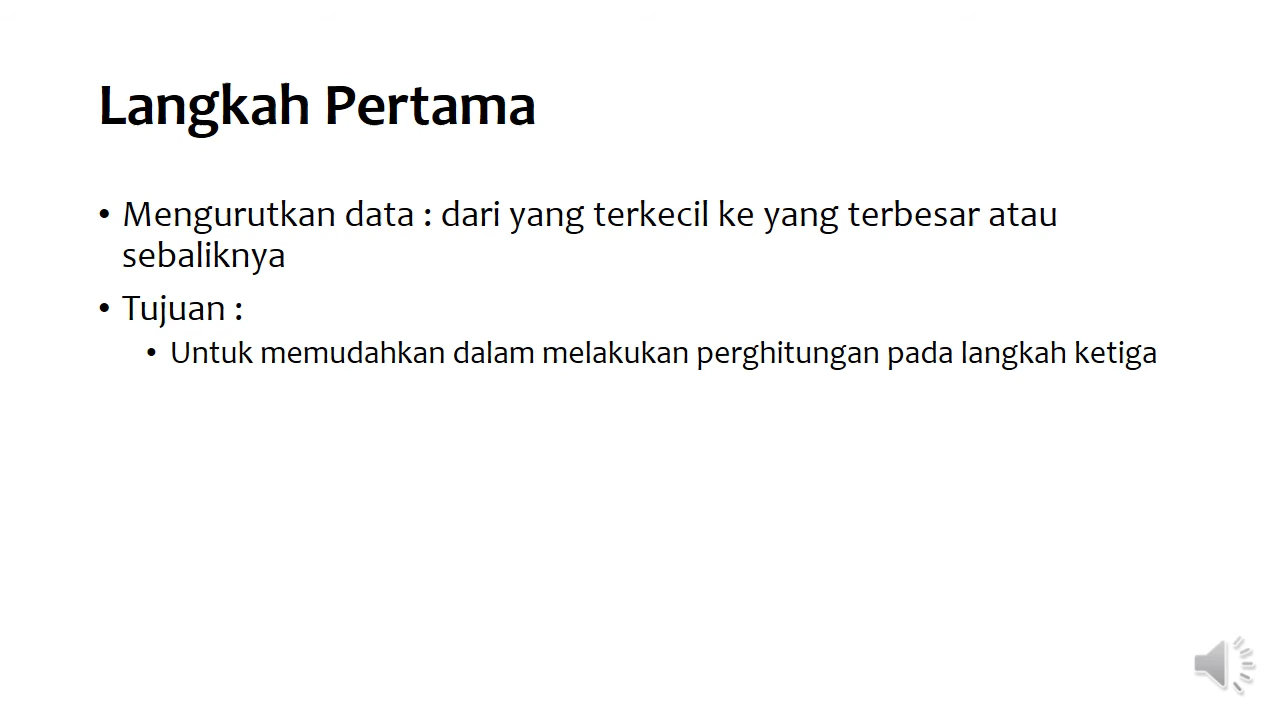 Langkah Pertama
• Mengurutkan data : dari yang terkecil ke yang terbesar atau
sebaliknya
• Tujuan :
• Untuk memudahkan dalam melakukan perghitungan pada langkah ketiga